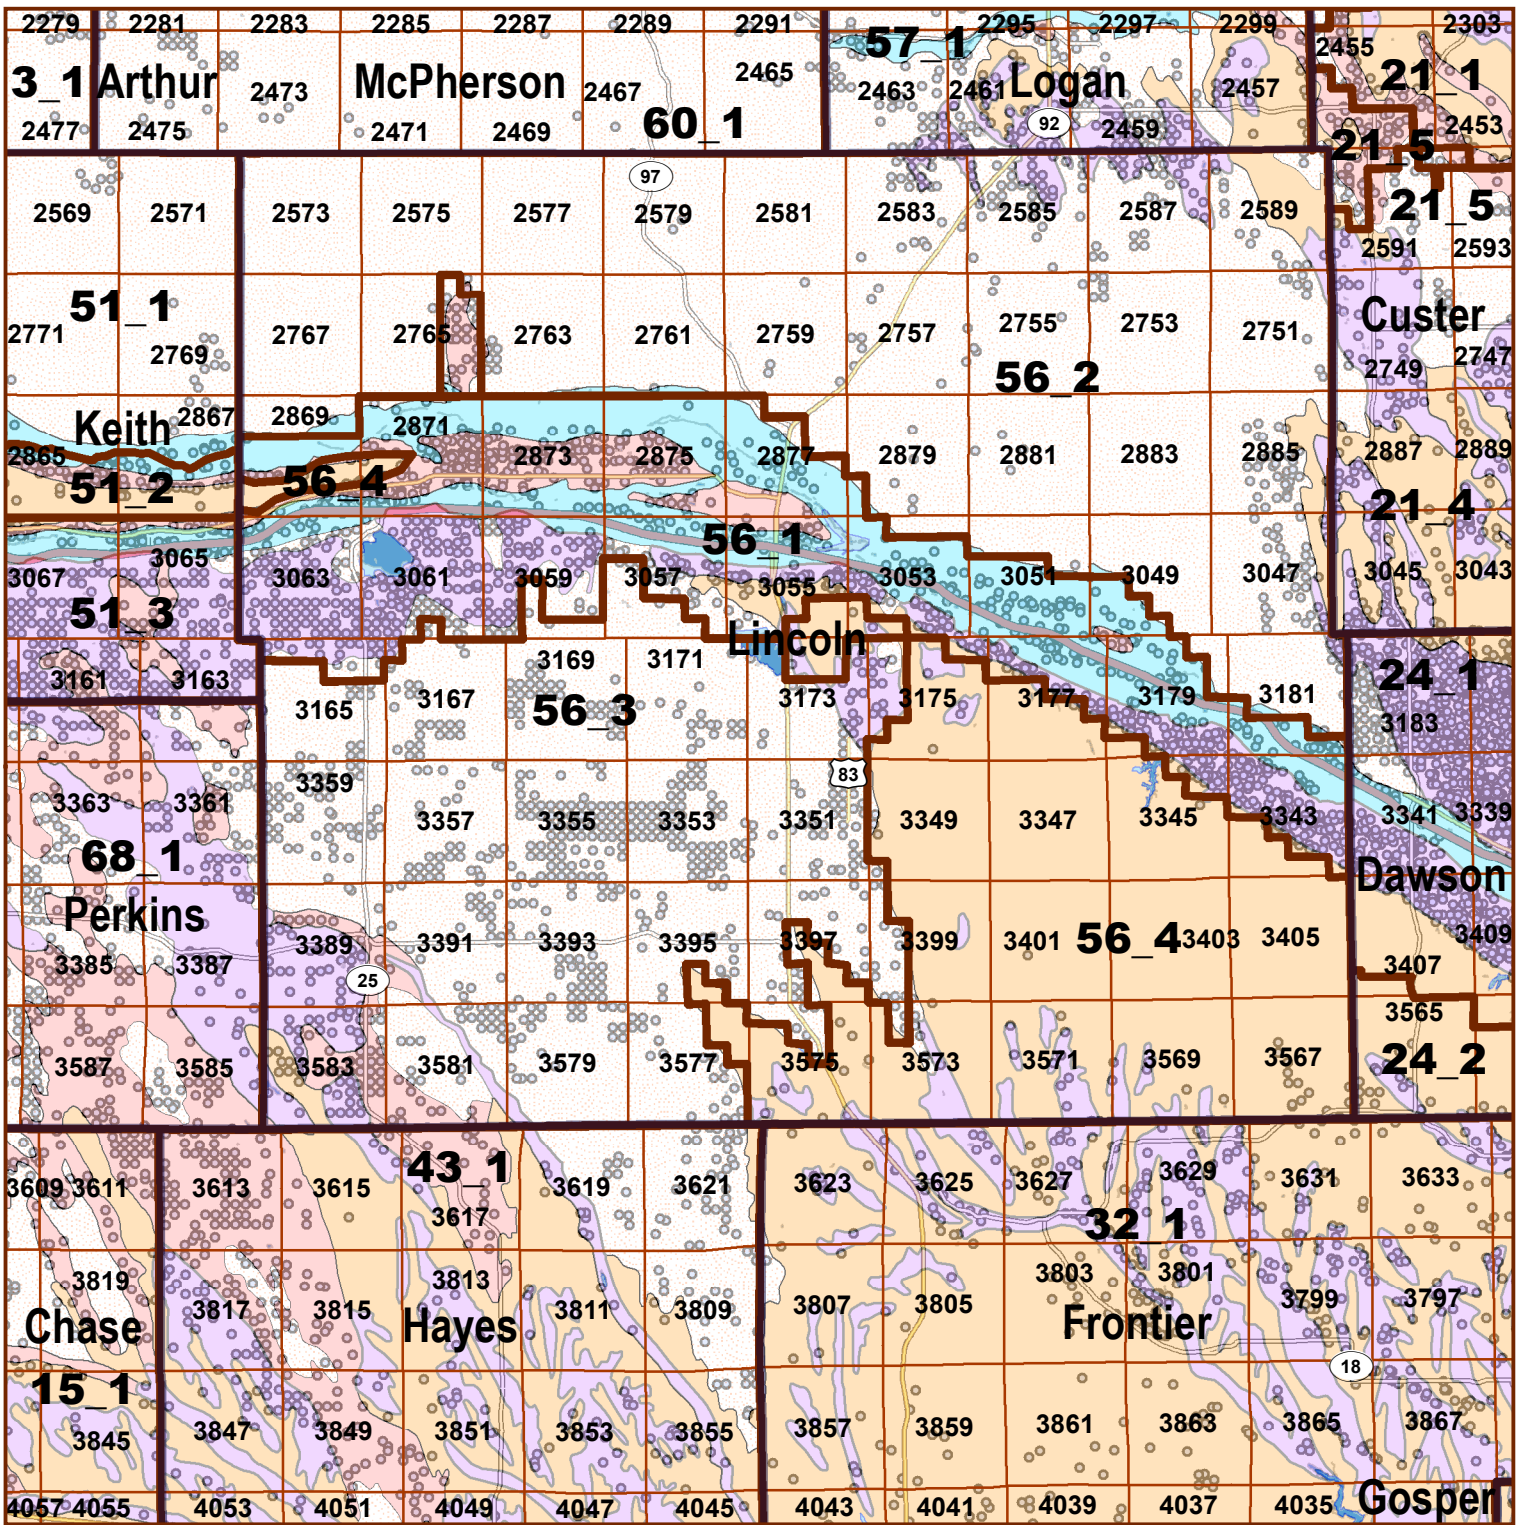 2279 2281 2283 2285 2287 2289 2291 2295 2297 2299 2303
57_1 2455
3_1 Arthur McPherson 2465 Logan 21_1
2473 2467 2463 2461 2457
2477 2475 2471 2469 60_1 92 2459 2453
21_5
97
2569 2571 2573 2575 2577 2579 2581 2583 2585 2587 2589 21_5
2591 2593
51_1 Custer
2771 2769 2767 2765 2763 2761 2759 2757 2755 2753 2751 2749 2747
56_2
Keith 2867 2869 2871
2865 2873 2875 2877 2879 2881 2883 2885 2887 2889
51_2 56_4 21_4
56_1
3067 3065 3063 3061 3059 3057 3055 3053 3051 3049 3047 3045 3043
51_3 Lincoln
3161 3163 3169 3171 24_1
3165 3167 56_3 3173 3175 3177 3179 3181 3183
83
3363 3361 3359 3357 3355 3353 3351 3349 3347 3345 3343 3341 3339
68_1 Dawson
Perkins
3385 3387 3389 3391 3393 3395 3397 3399 3401 56_4 3403 3405 3407 3409
25
3565
3587 3585 3583 3581 3579 3577 3575 3573 3571 3569 3567 24_2
43_1
3609 3611 3613 3615 3617 3619 3621 3623 3625 3627 3629 3631 3633
32_1
3819 3813 3803 3801
3817 3815 3811 3809 3807 3805 3799 3797
Chase Hayes Frontier
18
15_1
3845 3847 3849 3851 3853 3855 3857 3859 3861 3863 3865 3867
4057 4055 4053 4051 4049 4047 4045 4043 4041 4039 4037 4035 Gosper